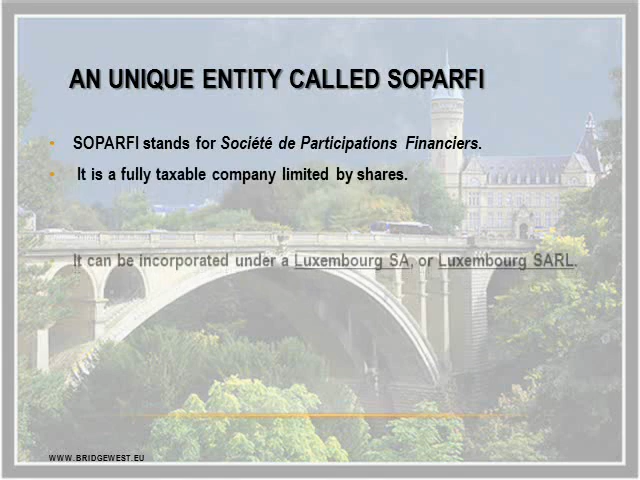 AN UNIQUE ENTITY CALLED SOPARFI
• SOPARFI stands for Société de Participations Financiers.
• It is a fully taxable company limited by shares.
It can be incorporated under a Luxembourg SA, or Luxembourg SARL.
WWW.BRIDGEWEST.EU